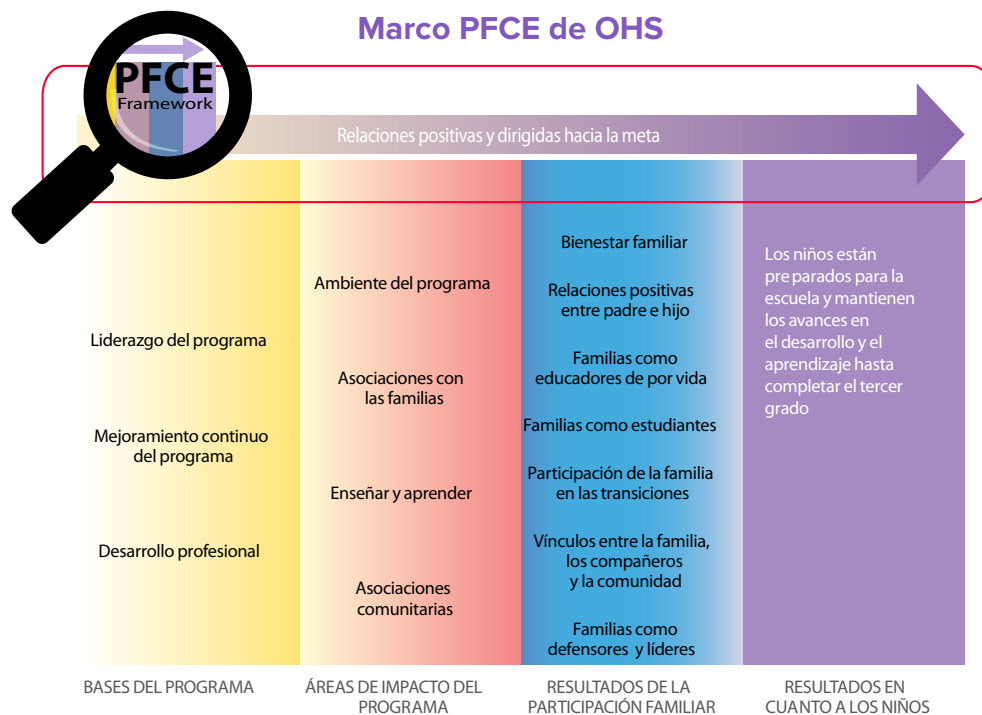 Marco PFCE de OHS
PFCE
Framework
Relaciones positivas y dirigidas hacia la meta
Liderazgo del programa
Mejoramiento continuo
del programa
Desarrollo profesional
BASES DEL PROGRAMA
Ambiente del programa
Asociaciones con
las familias
Enseñar y aprender
Asociaciones
comunitarias
ÁREAS DE IMPACTO DEL
PROGRAMA
Bienestar familiar
Relaciones positivas
entre padre e hijo
Familias como
educadores de por vida
Familias como estudiantes
Participación de la familia
en las transiciones
Vínculos entre la familia,
los compañeros
y la comunidad
Familias como
defensores y líderes
RESULTADOS DE LA
PARTICIPACIÓN FAMILIAR
Los niños están
preparados para la
escuela y mantienen
los avances en
el desarrollo y el
aprendizaje hasta
completar el tercer
grado
RESULTADOS EN
CUANTO A LOS NIÑOS